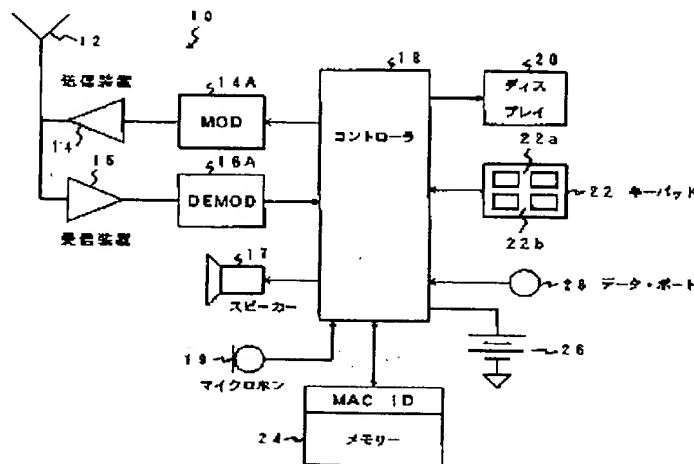 12
10
送信装置
14A
MOD
14
16
16A
DEMOD
受信装置
17
スピーカー
19
マイクロホン
18
コントローラ
20
ディス
プレイ
22a
22 キーパッド
22b
28 データ・ポート
26
MAC ID
24
メモリー